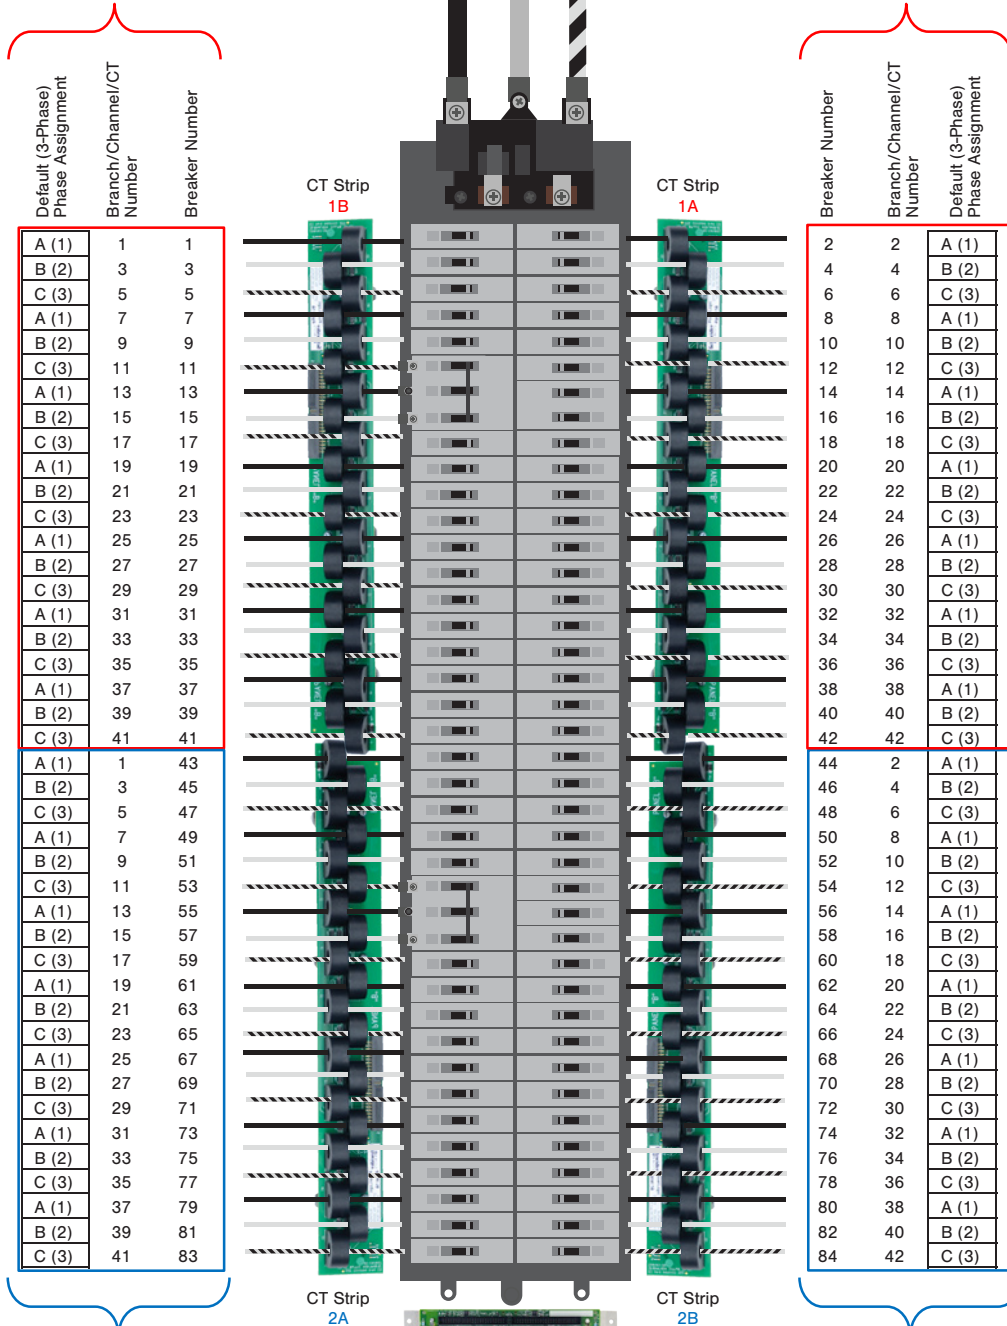 Default (3-Phase)
Phase Assignment
Branch/Channel/CT
Number
Breaker Number
Breaker Number
Branch/Channel/CT
Number
Default (3-Phase)
Phase Assignment
CT Strip
1B
CT Strip
1A
A (1) 1 1 2 2 A (1)
B (2) 3 3 4 4 B (2)
C (3) 5 5 6 6 C (3)
A (1) 7 7 8 8 A (1)
B (2) 9 9 10 10 B (2)
C (3) 11 11 12 12 C (3)
A (1) 13 13 14 14 A (1)
B (2) 15 15 16 16 B (2)
C (3) 17 17 18 18 C (3)
A (1) 19 19 20 20 A (1)
B (2) 21 21 22 22 B (2)
C (3) 23 23 24 24 C (3)
A (1) 25 25 26 26 A (1)
B (2) 27 27 28 28 B (2)
C (3) 29 29 30 30 C (3)
A (1) 31 31 32 32 A (1)
B (2) 33 33 34 34 B (2)
C (3) 35 35 36 36 C (3)
A (1) 37 37 38 38 A (1)
B (2) 39 39 40 40 B (2)
C (3) 41 41 42 42 C (3)
A (1) 1 43 44 2 A (1)
B (2) 3 45 46 4 B (2)
C (3) 5 47 48 6 C (3)
A (1) 7 49 50 8 A (1)
B (2) 9 51 52 10 B (2)
C (3) 11 53 54 12 C (3)
A (1) 13 55 56 14 A (1)
B (2) 15 57 58 16 B (2)
C (3) 17 59 60 18 C (3)
A (1) 19 61 62 20 A (1)
B (2) 21 63 64 22 B (2)
C (3) 23 65 66 24 C (3)
A (1) 25 67 68 26 A (1)
B (2) 27 69 70 28 B (2)
C (3) 29 71 72 30 C (3)
A (1) 31 73 74 32 A (1)
B (2) 33 75 76 34 B (2)
C (3) 35 77 78 36 C (3)
A (1) 37 79 80 38 A (1)
B (2) 39 81 82 40 B (2)
C (3) 41 83 84 42 C (3)
CT Strip
2A
CT Strip
2B